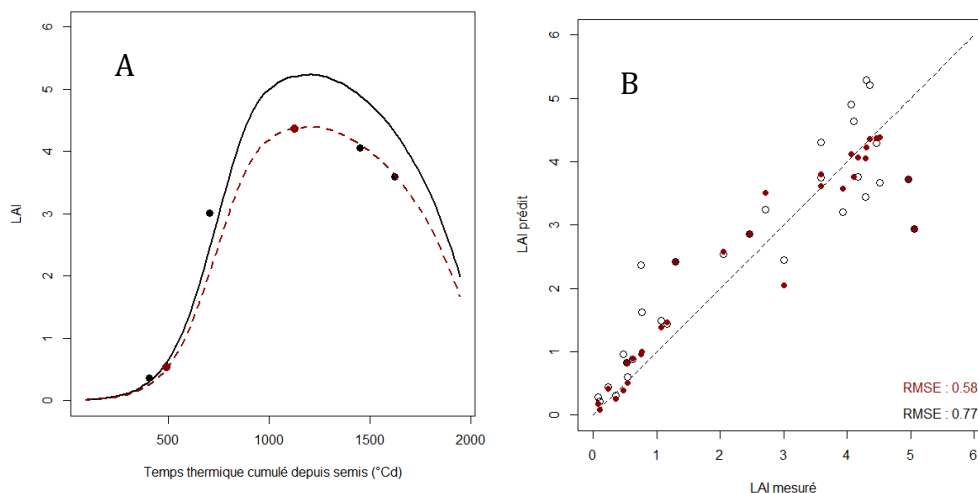 A
6
5
4
3
2
1
0
LAI
500 1000 1500 2000
Temps thermique cumulé depuis semis (°Cd)
B
6
5
4
3
2
1
0
LAI prédit
RMSE : 0.58
RMSE : 0.77
0 1 2 3 4 5 6
LAI mesuré